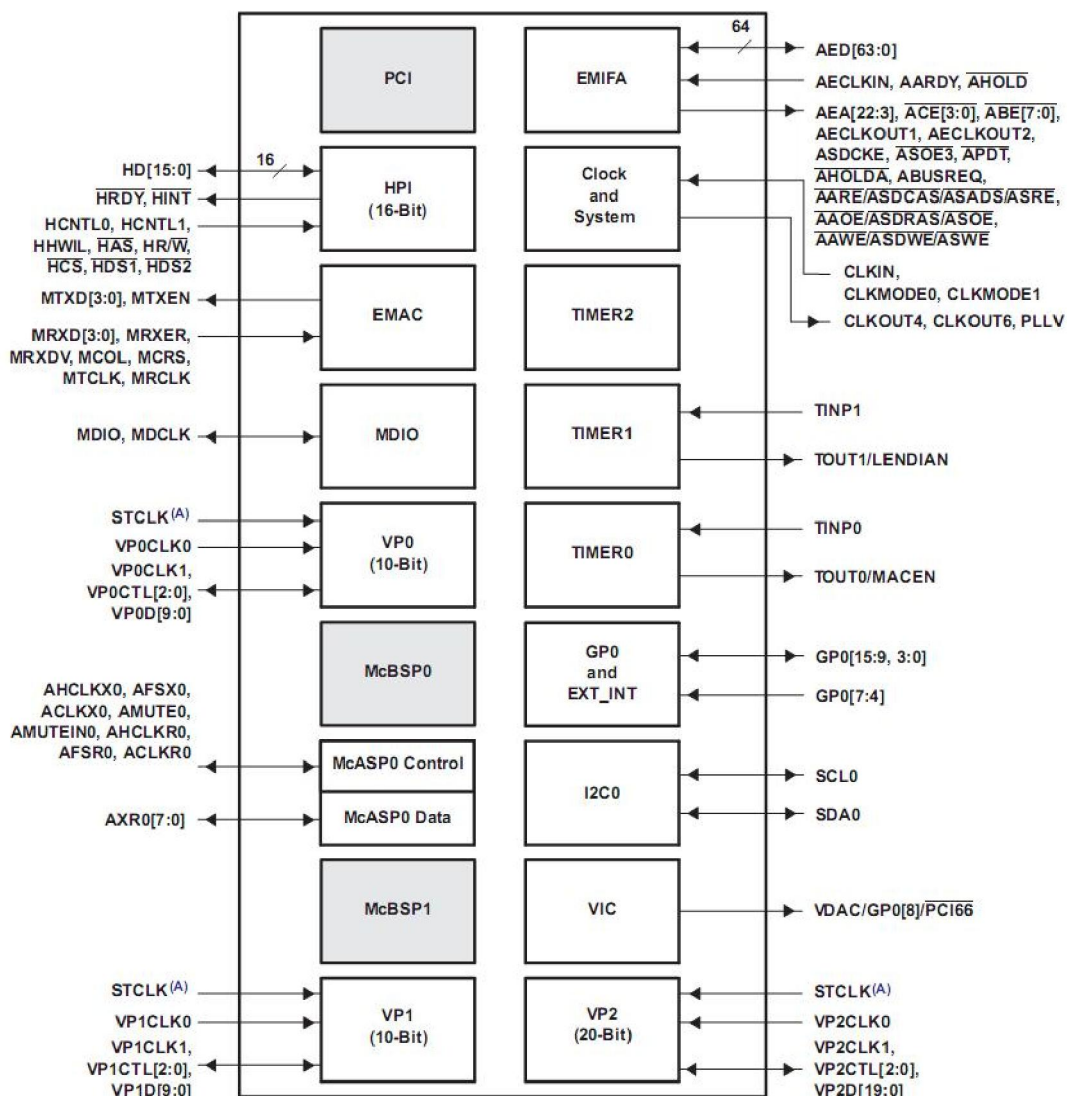 64
PCI
EMIFA
AED[63:0]
AECLKIN, AARDY, AHOLD
AEA[22:3], ACE[3:0], ABE[7:0],
AECLKOUT1, AECLKOUT2,
ASDCKE, ASOE3, APDT,
AHOLDA, ABUSREQ,
AARE/ASDCAS/ASADS/ASRE,
AAOE/ASDRAS/ASOE,
AAWE/ASDWE/ASWE
HD[15:0]
16
HRDY, HINT
HCNTL0, HCNTL1,
HHWIL, HAS, HR/W,
HCS, HDS1, HDS2
HPI
(16-Bit)
Clock
and
System
CLKIN,
CLKMODE0, CLKMODE1
CLKOUT4, CLKOUT6, PLLV
MTXD[3:0], MTXEN
MRXD[3:0], MRXER,
MRXDV, MCOL, MCRS,
MTCLK, MRCLK
EMAC
TIMER2
MDIO, MDCLK
MDIO
TIMER1
TINP1
TOUT1/LENDIAN
STCLK(A)
VP0CLK0
VP0CLK1,
VP0CTL[2:0],
VP0D[9:0]
VP0
(10-Bit)
TIMER0
TINP0
TOUT0/MACEN
McBSP0
GP0
and
EXT_INT
GP0[15:9, 3:0]
GP0[7:4]
AHCLKX0, AFSX0,
ACLKX0, AMUTE0,
AMUTEIN0, AHCLKR0,
AFSR0, ACLKR0
McASP0 Control
AXR0[7:0]
McASP0 Data
I2C0
SCL0
SDA0
McBSP1
VIC
VDAC/GP0[8]/PCI66
STCLK(A)
VP1CLK0
VP1CLK1,
VP1CTL[2:0],
VP1D[9:0]
VP1
(10-Bit)
VP2
(20-Bit)
STCLK(A)
VP2CLK0
VP2CLK1,
VP2CTL[2:0],
VP2D[19:0]